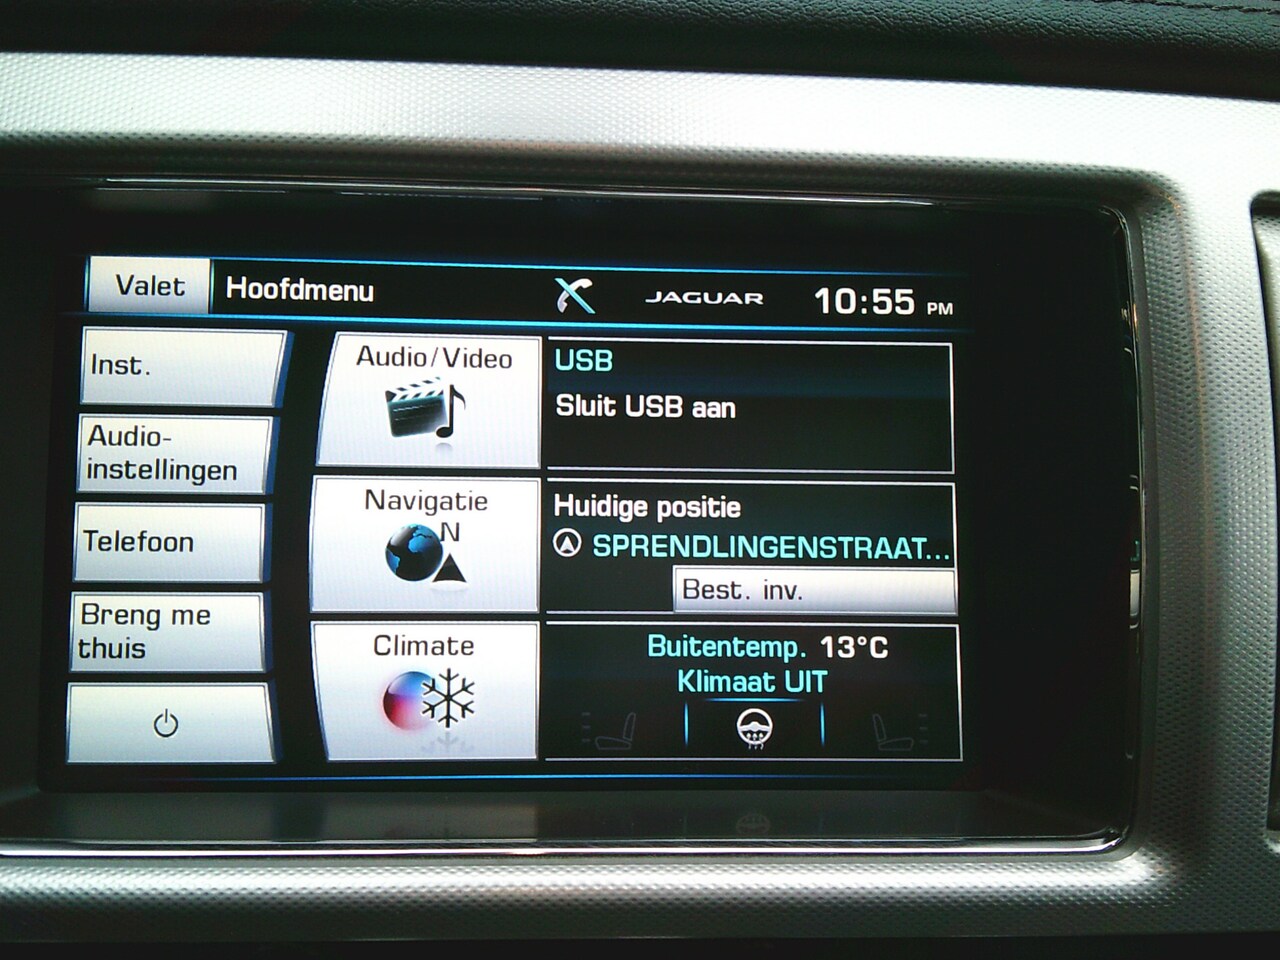 Valet
Hoofdmenu
JAGUAR
10:55 PM
Inst.
Audio-
instellingen
Telefoon
Breng me
thuis
Audio/Video
USB
Sluit USB aan
Navigatie
N
Huidige positie
SPRENDLINGENSTRAAT...
Best. inv.
Climate
Buitentemp. 13°C
Klimaat UIT